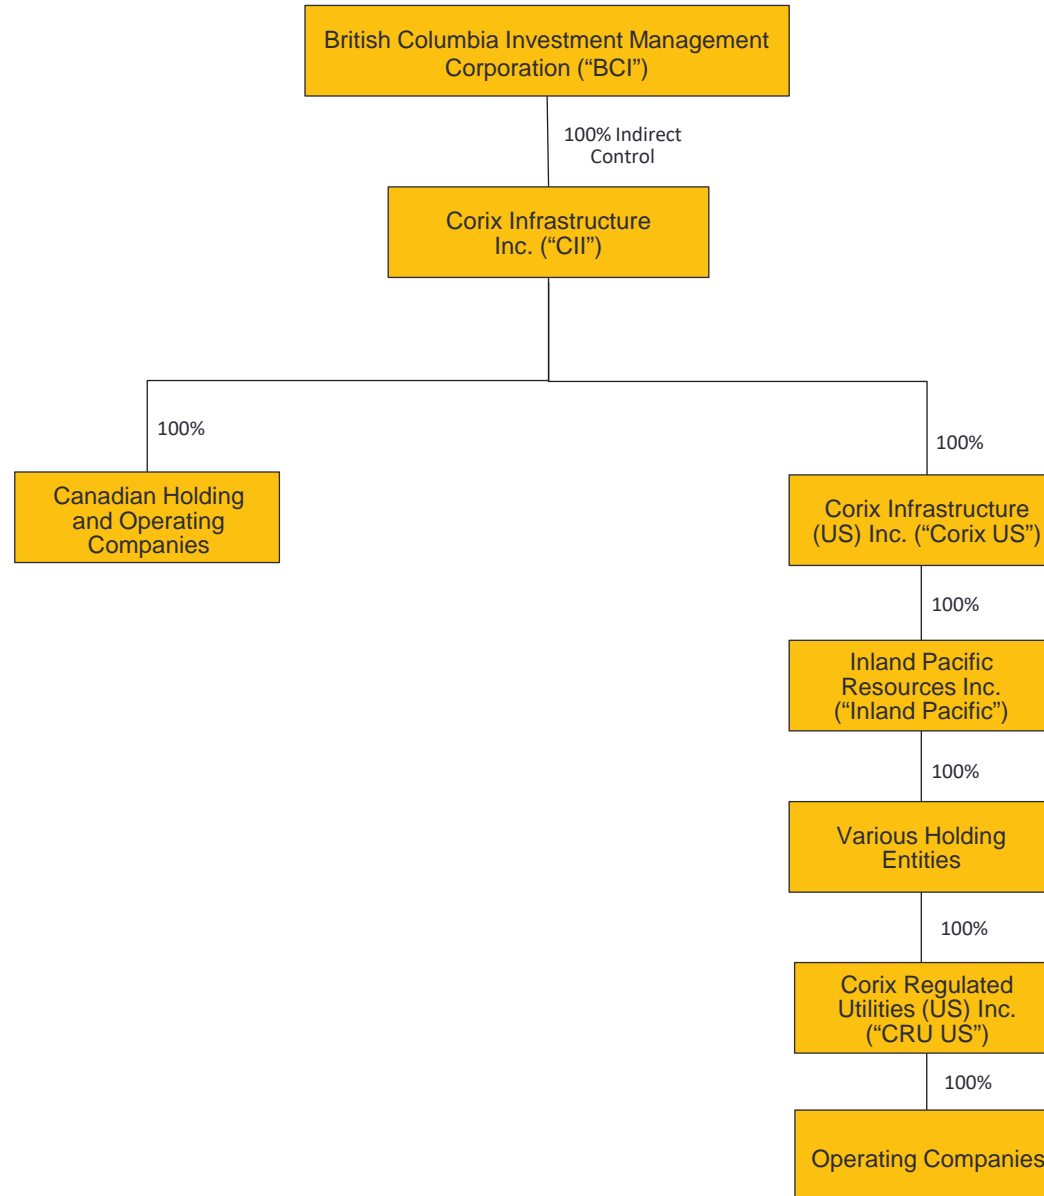 British Columbia Investment Management
Corporation (“BCI”)
100% Indirect
Control
Corix Infrastructure
Inc. (“CII”)
100%
100%
Canadian Holding
and Operating
Companies
Corix Infrastructure
(US) Inc. (“Corix US”)
100%
Inland Pacific
Resources Inc.
(“Inland Pacific”)
100%
Various Holding
Entities
100%
Corix Regulated
Utilities (US) Inc.
(“CRU US”)
100%
Operating Companies